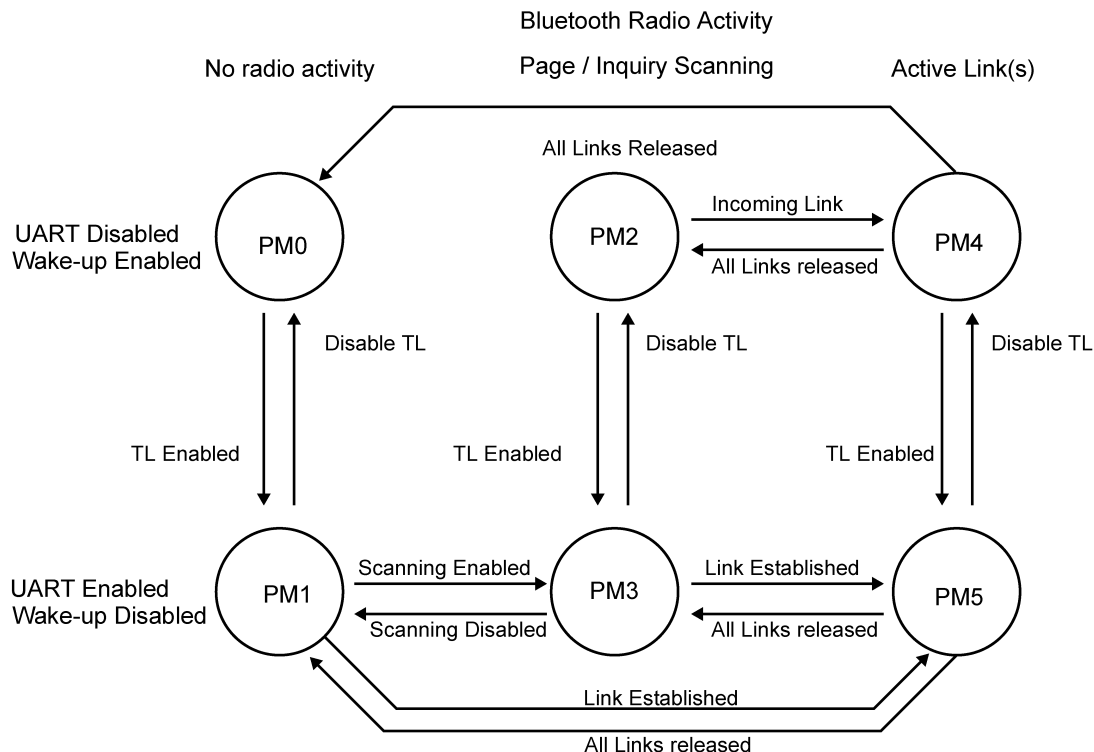 Bluetooth Radio Activity
No radio activity
Page / Inquiry Scanning
Active Link(s)
All Links Released
PM0
PM2
PM4
Incoming Link
All Links released
UART Disabled
Wake-up Enabled
Disable TL
Disable TL
Disable TL
TL Enabled
TL Enabled
TL Enabled
UART Enabled
Wake-up Disabled
PM1
PM3
PM5
Scanning Enabled
Scanning Disabled
Link Established
All Links released
Link Established
All Links released